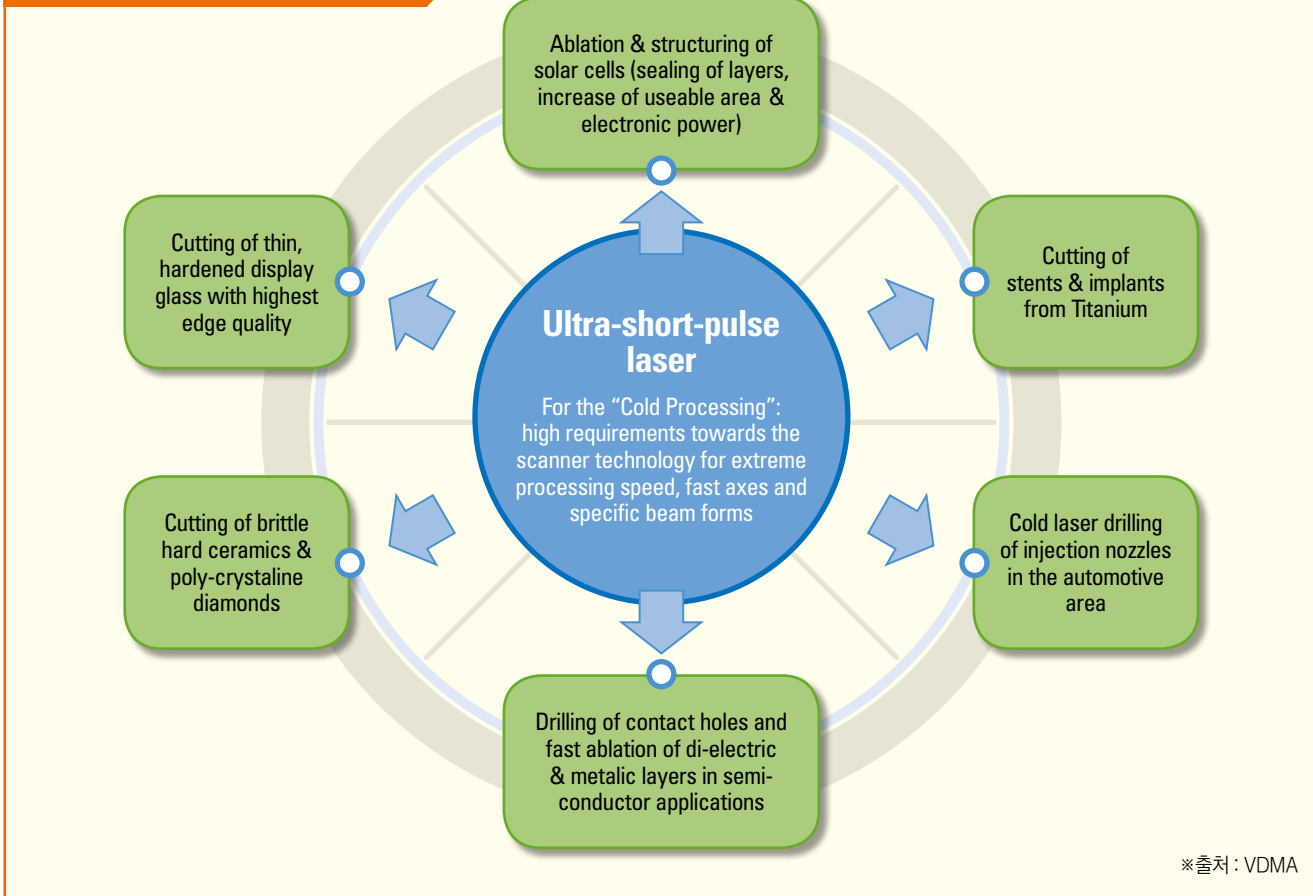 Ablation & structuring of
solar cells (sealing of layers,
increase of useable area &
electronic power)
Cutting of thin,
hardened display
glass with highest
edge quality
Cutting of
stents & implants
from Titanium
Ultra-short-pulse
laser
For the “Cold Processing”:
high requirements towards the
scanner technology for extreme
processing speed, fast axes and
specific beam forms
Cutting of brittle
hard ceramics &
poly-crystaline
diamonds
Cold laser drilling
of injection nozzles
in the automotive
area
Drilling of contact holes and
fast ablation of di-electric
& metalic layers in semi-
conductor applications
※출처 : VDMA